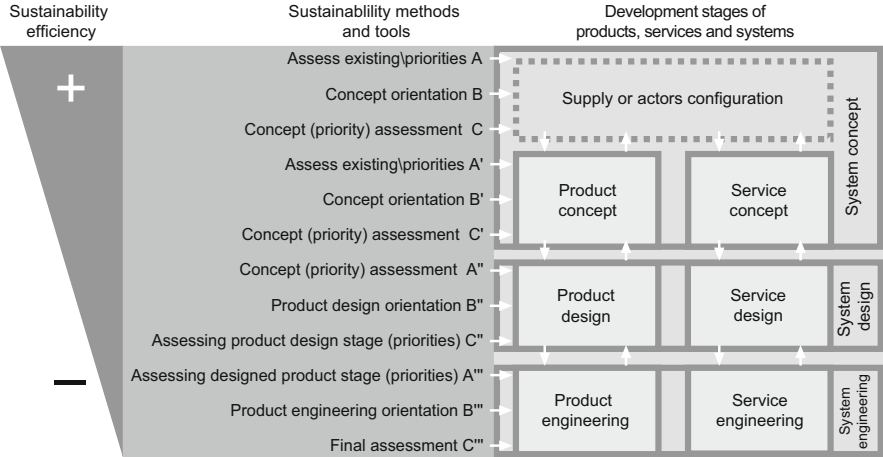 Sustainability
efficiency
Sustainablility methods
and tools
Development stages of
products, services and systems
+
Assess existing\priorities A
Concept orientation B
Concept (priority) assessment C
Supply or actors configuration
System concept
Assess existing\priorities A'
Concept orientation B'
Concept (priority) assessment C'
Product
concept
Service
concept
Concept (priority) assessment A"
Product design orientation B"
Assessing product design stage (priorities) C"
Product
design
Service
design
System
design
–
Assessing designed product stage (priorities) A'"
Product engineering orientation B'"
Final assessment C'"
Product
engineering
Service
engineering
System
engineering